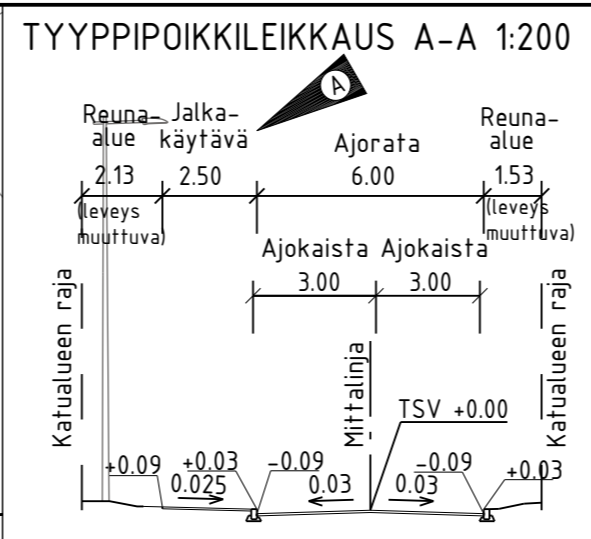 TYYPPIPOIKKILEIKKAUS A-A 1:200
A
Reuna-
alue
Jalka-
käytävä
Ajorata
Reuna-
alue
2.13
2.50
6.00
1.53
(leveys
muuttuva)
(leveys
muuttuva)
Ajokaista Ajokaista
3.00
3.00
Katualueen raja
Mittalinja
Katualueen raja
TSV +0.00
+0.09
+0.03
-0.09
-0.09
+0.03
0.025
0.03
0.03